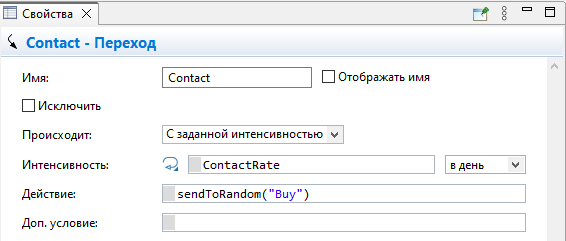 Свойства
Contact - Переход
Имя: Contact Отображать имя
Исключить
Происходит: С заданной интенсивностью
Интенсивность: ContactRate в день
Действие: sendToRandom("Buy")
Доп. условие: